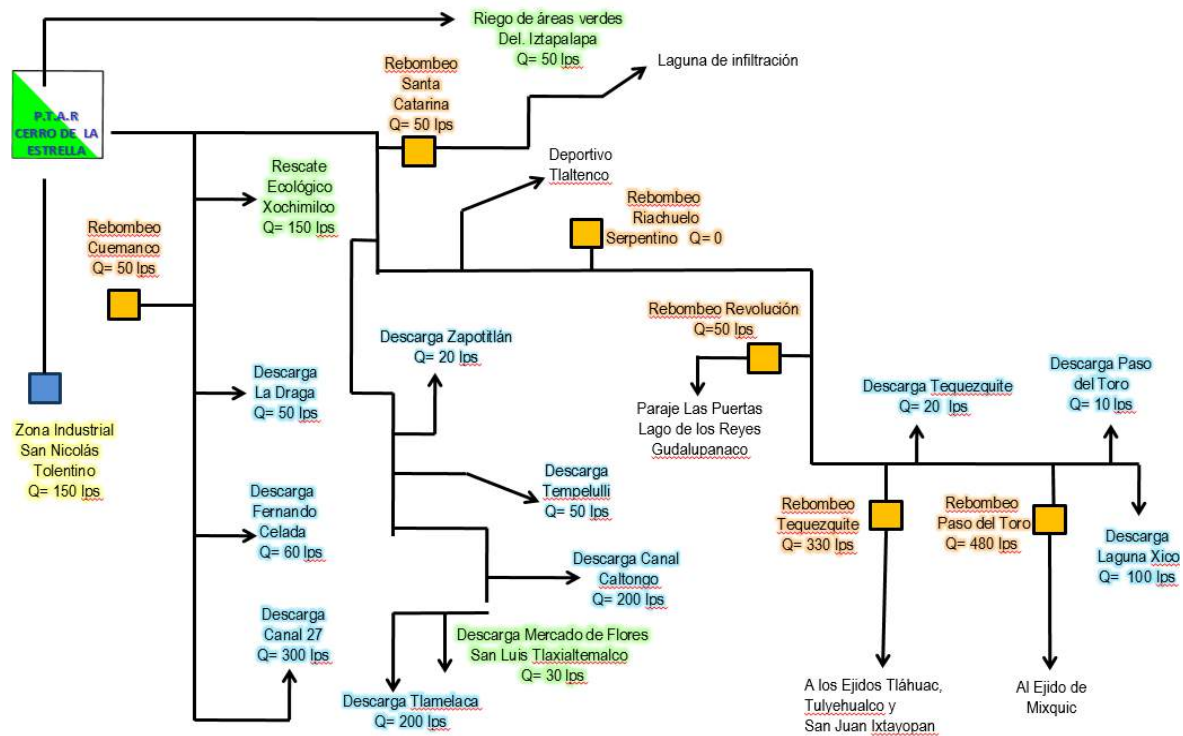 Riego de áreas verdes
Del. Iztapalapa
Q= 50 lps
P.T.A.R
CERRO DE LA
ESTRELLA
Rebombeo
Santa
Catarina
Q= 50 lps
Laguna de infiltración
Rescate
Ecológico
Xochimilco
Q= 150 lps
Deportivo
Tlaltenco
Rebombeo
Riachuelo
Serpentino Q= 0
Rebombeo
Cuemanco
Q= 50 lps
Rebombeo Revolución
Q=50 lps
Descarga Zapotitlán
Q= 20 lps
Descarga
La Draga
Q= 50 lps
Paraje Las Puertas
Lago de los Reyes
Gudalupanaco
Descarga Tequezquite
Q= 20 lps
Descarga Paso
del Toro
Q= 10 lps
Zona Industrial
San Nicolás
Tolentino
Q= 150 lps
Descarga
Fernando
Celada
Q= 60 lps
Descarga
Tempelulli
Q= 50 lps
Rebombeo
Tequezquite
Q= 330 lps
Rebombeo
Paso del Toro
Q= 480 lps
Descarga
Laguna Xico
Q= 100 lps
Descarga Canal
Caltongo
Q= 200 lps
Descarga
Canal 27
Q= 300 lps
Descarga Mercado de Flores
San Luis Tlaxialtemalco
Q= 30 lps
Descarga Tlamelaca
Q= 200 lps
A los Ejidos Tláhuac,
Tulyehualco y
San Juan Ixtayopan
Al Ejido de
Mixquic